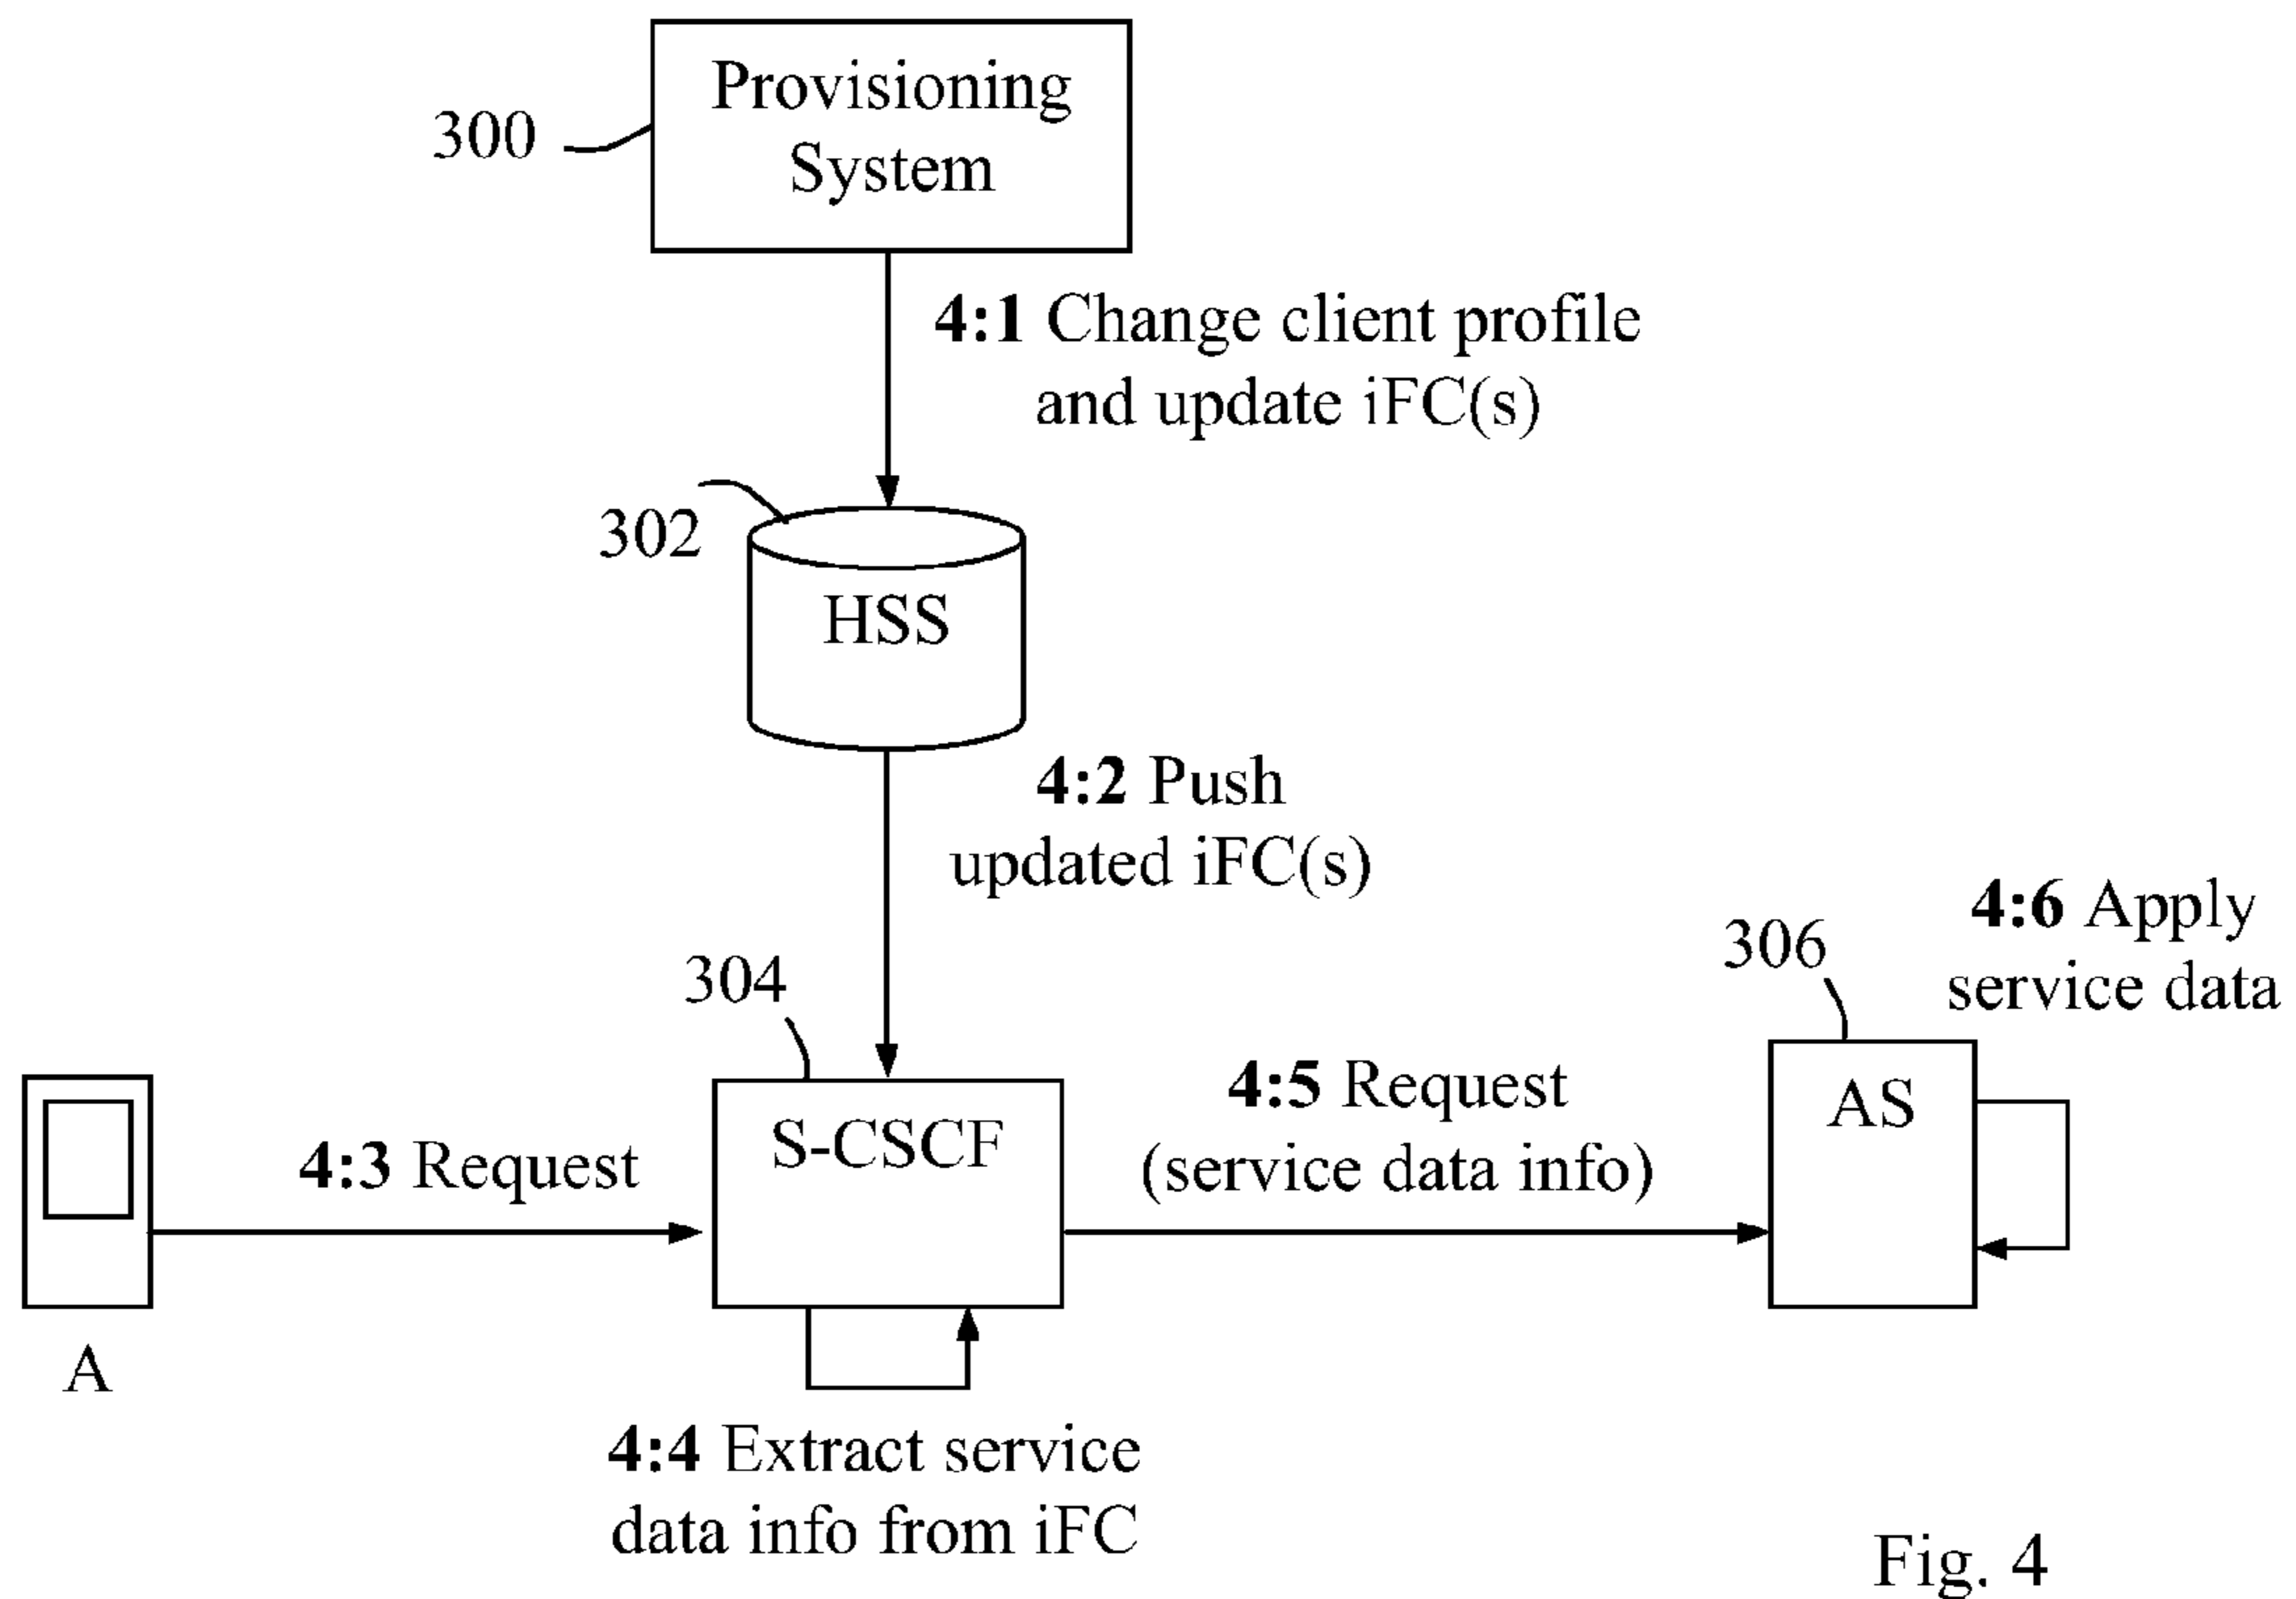 Provisioning
System
300
4:1 Change client profile
and update iFC(s)
302
HSS
4:2 Push
updated iFC(s)
304
306
4:6 Apply
service data
S-CSCF
AS
4:3 Request
4:5 Request
(service data info)
A
4:4 Extract service
data info from iFC
Fig. 4